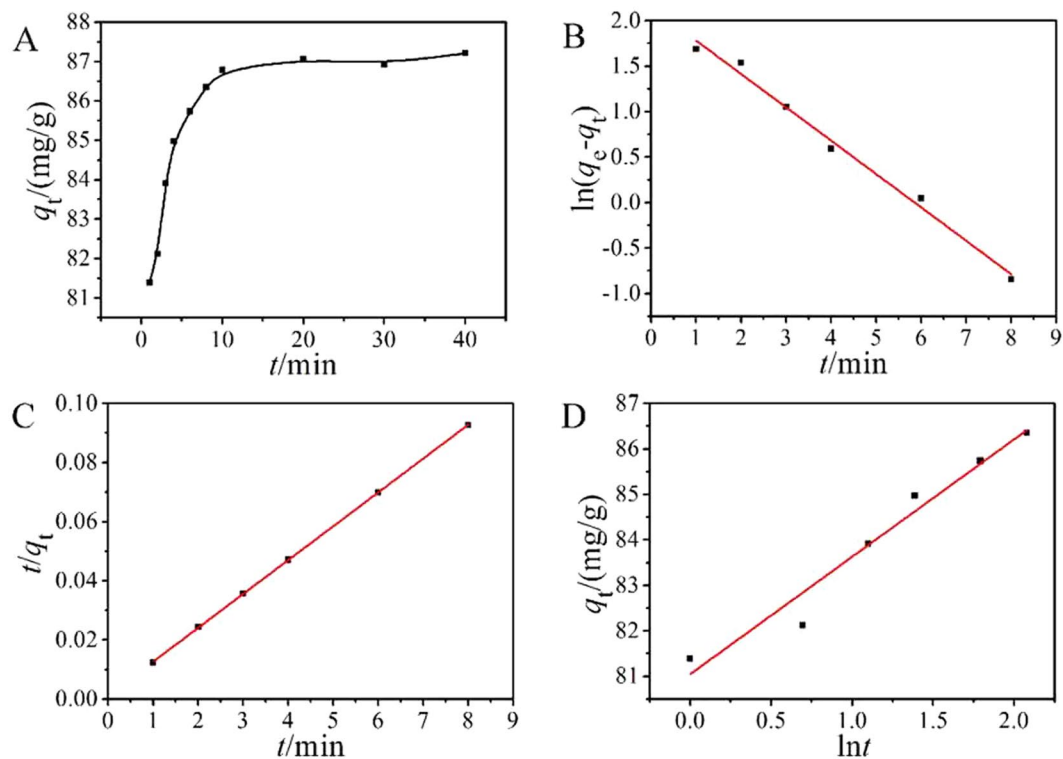 A
88
87
86
85
84
83
82
81
qt/(mg/g)
0 10 20 30 40
t/min
B
2.0
1.5
1.0
0.5
0.0
-0.5
-1.0
ln(qe-qt)
0 1 2 3 4 5 6 7 8 9
t/min
C
0.10
0.08
0.06
0.04
0.02
0.00
t/qt
0 1 2 3 4 5 6 7 8 9
t/min
D
87
86
85
84
83
82
81
qt/(mg/g)
0.0 0.5 1.0 1.5 2.0
lnt